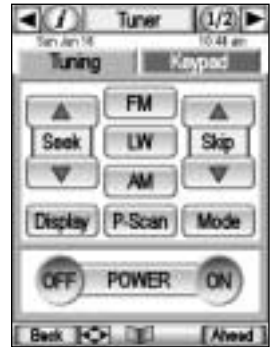 i Tuner (1/2)
Sun Jan 16 10:41 am
Tuning Keypad
FM
Seek LW Skip
AM
Display P-Scan Mode
OFF POWER ON
Back Ahead